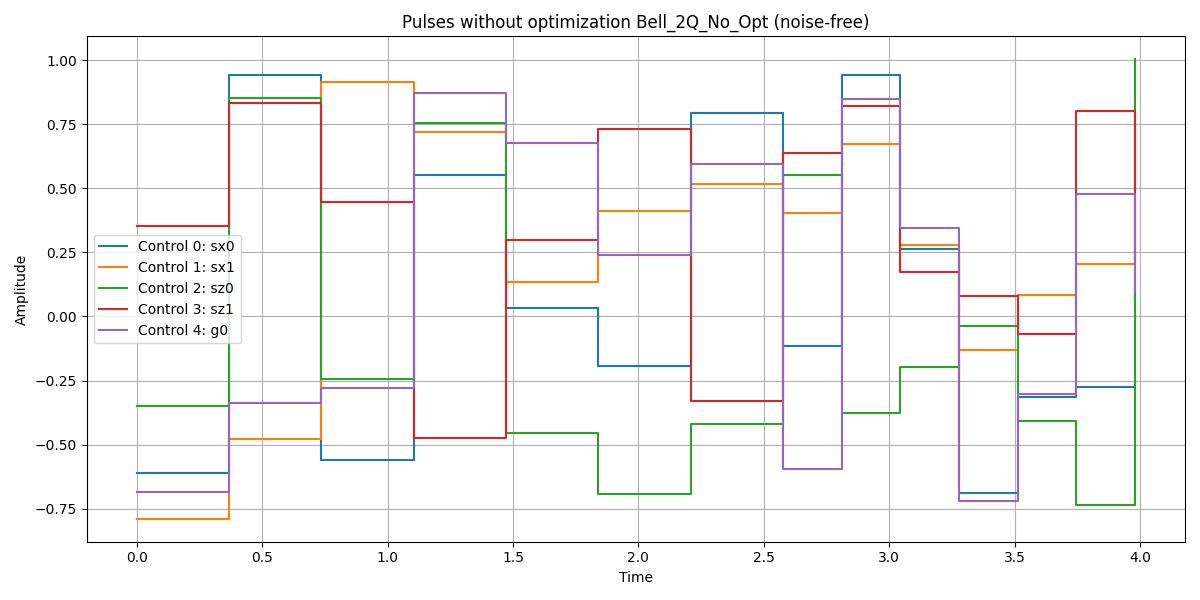 Pulses without optimization Bell_2Q_No_Opt (noise-free)
Amplitude
1.00
0.75
0.50
0.25
0.00
−0.25
−0.50
−0.75
Control 0: sx0
Control 1: sx1
Control 2: sz0
Control 3: sz1
Control 4: g0
0.0 0.5 1.0 1.5 2.0 2.5 3.0 3.5 4.0
Time